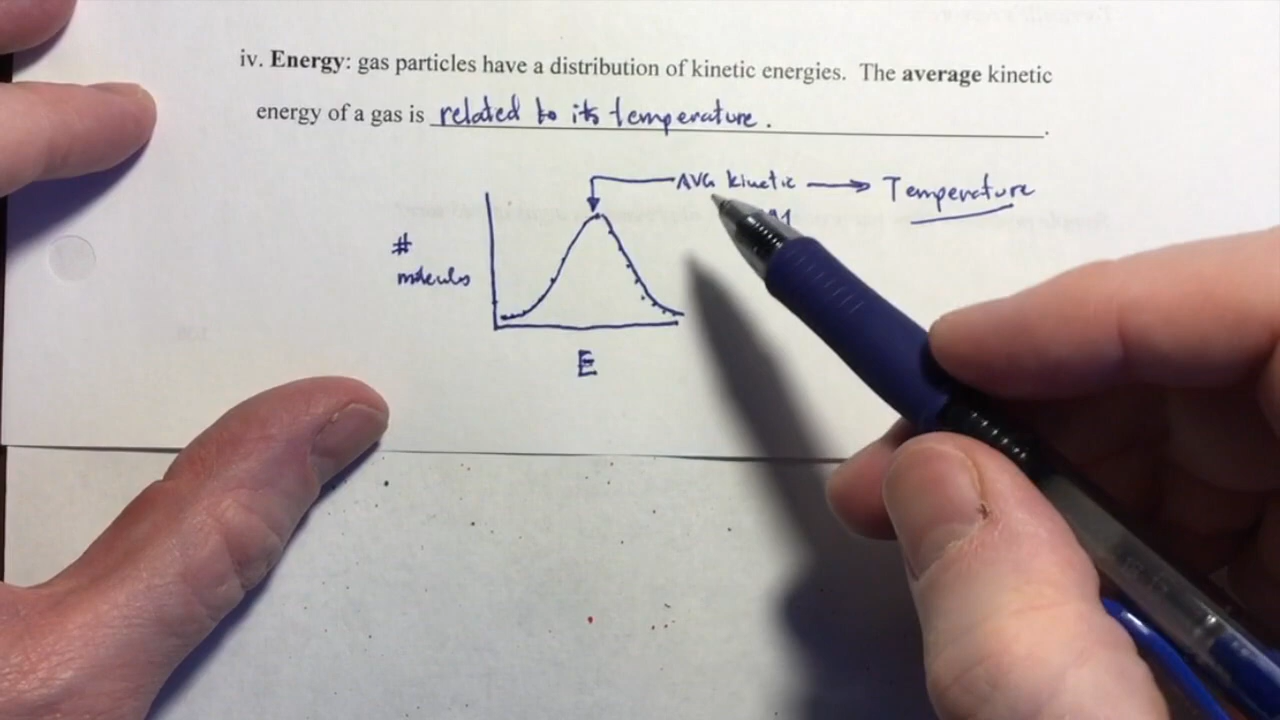 iv. Energy: gas particles have a distribution of kinetic energies. The average kinetic
energy of a gas is related to its temperature.
AVG kinetic → Temperature
#
molecules
E